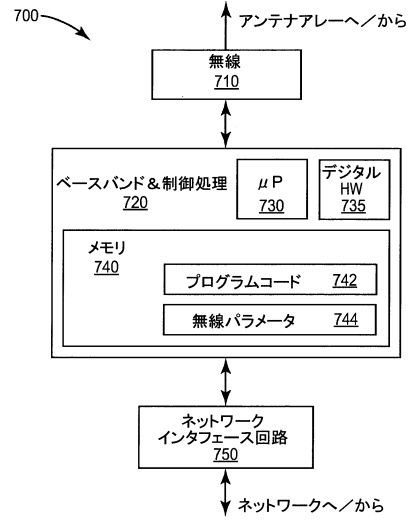 700
アンテナアレーへ／から
無線
710
ベースバンド＆制御処理
720
μP
730
デジタル
HW
735
メモリ
740
プログラムコード 742
無線パラメータ 744
ネットワーク
インタフェース回路
750
ネットワークへ／から